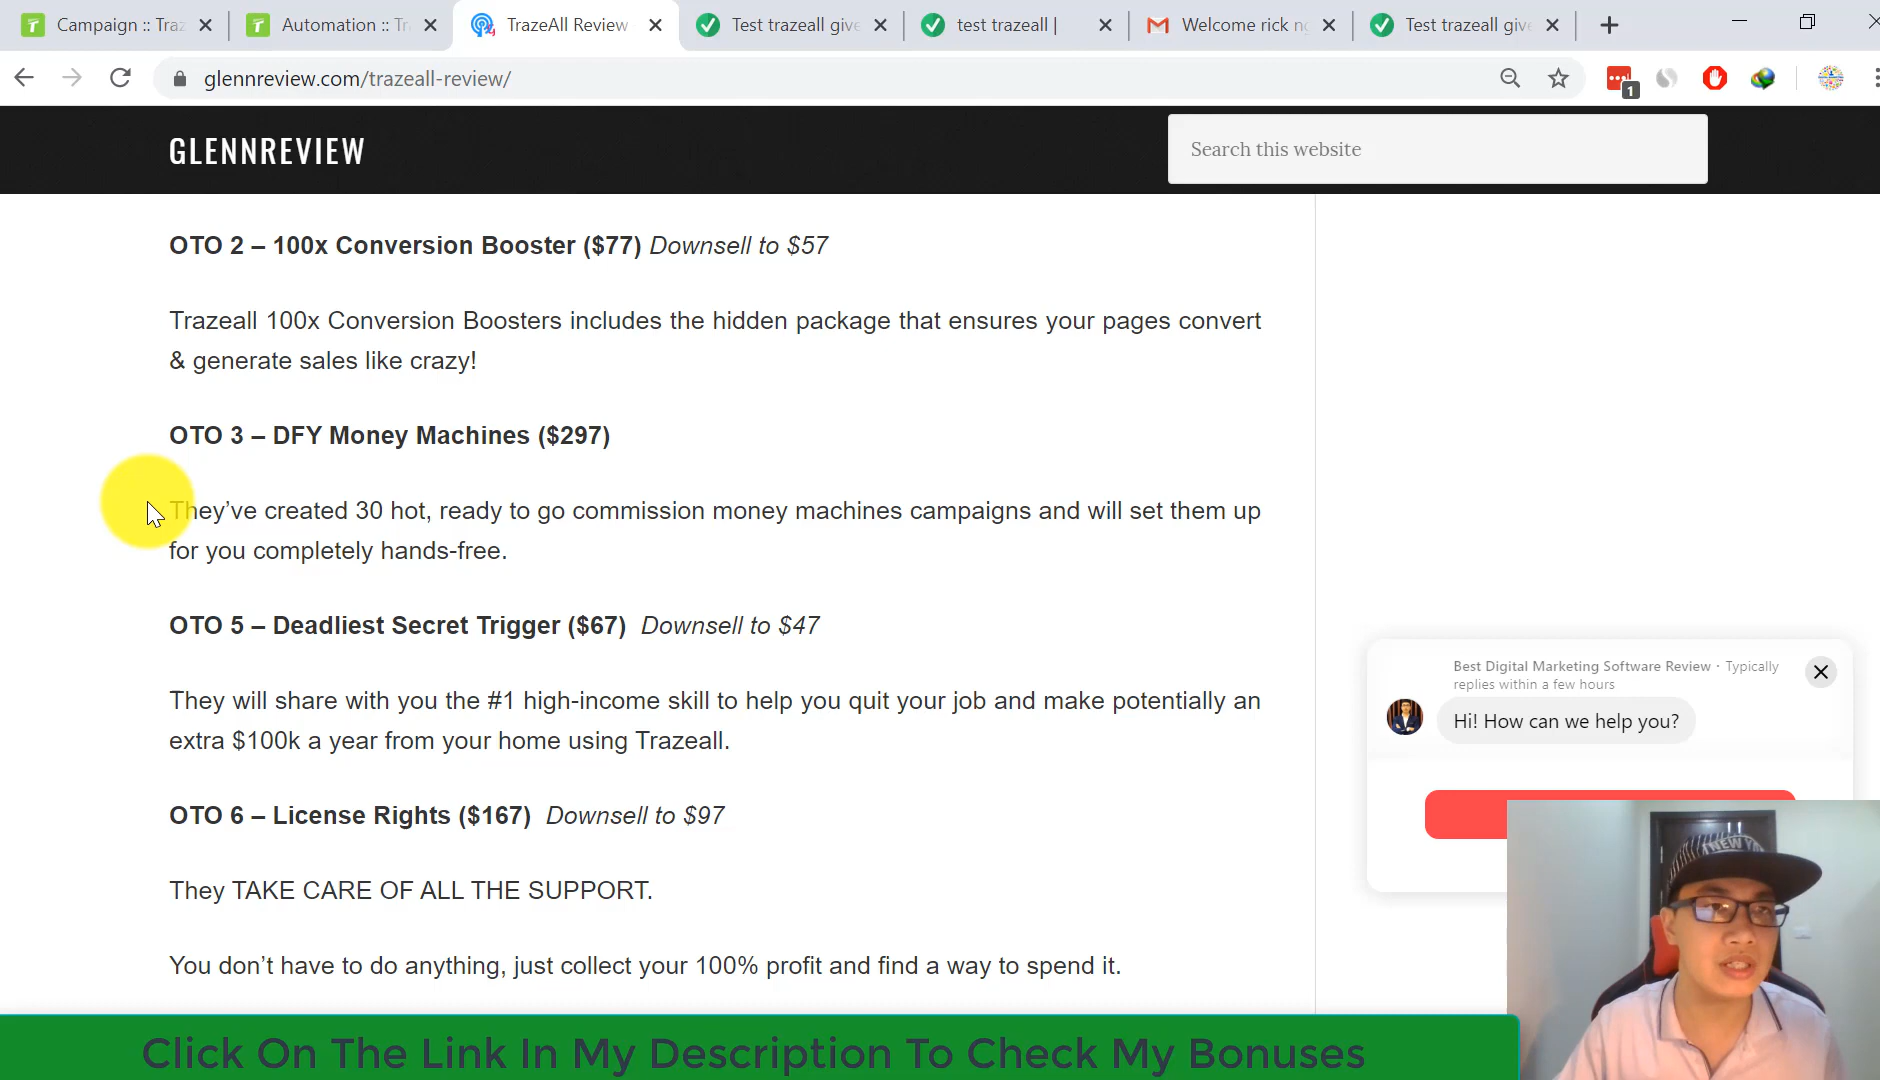 Campaign :: Traz
Automation :: Tr
TrazeAll Review
Test trazeall give
test trazeall |
Welcome rick ng
Test trazeall give
glennreview.com/trazeall-review/
1
GLENNREVIEW
Search this website
OTO 2 – 100x Conversion Booster ($77) Downsell to $57
Trazeall 100x Conversion Boosters includes the hidden package that ensures your pages convert
& generate sales like crazy!
OTO 3 – DFY Money Machines ($297)
They’ve created 30 hot, ready to go commission money machines campaigns and will set them up
for you completely hands-free.
OTO 5 – Deadliest Secret Trigger ($67) Downsell to $47
They will share with you the #1 high-income skill to help you quit your job and make potentially an
extra $100k a year from your home using Trazeall.
OTO 6 – License Rights ($167) Downsell to $97
They TAKE CARE OF ALL THE SUPPORT.
You don’t have to do anything, just collect your 100% profit and find a way to spend it.
Best Digital Marketing Software Review · Typically
replies within a few hours
Hi! How can we help you?
NEW YO
Click On The Link In My Description To Check My Bonuses